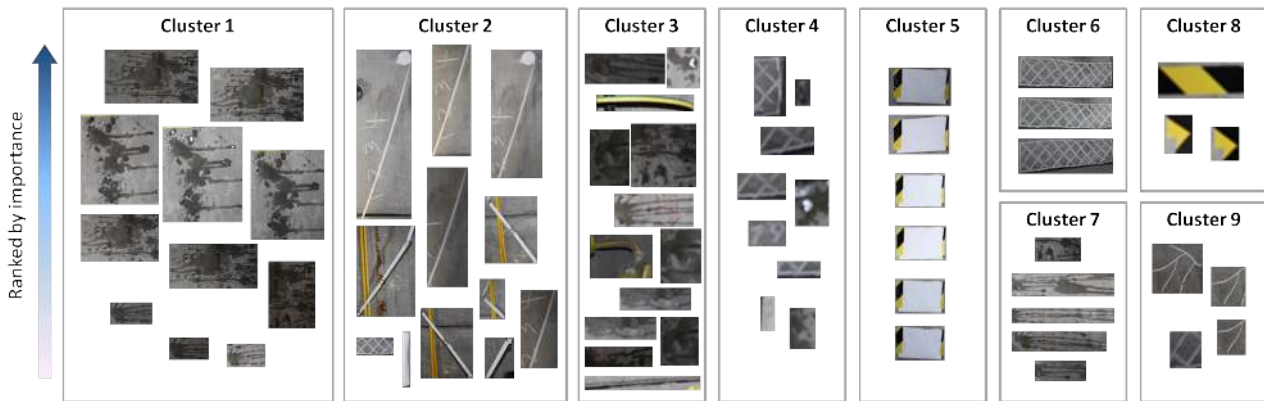 Cluster 1
Cluster 2
Cluster 3
Cluster 4
Cluster 5
Cluster 6
Cluster 8
Cluster 7
Cluster 9
Ranked by importance